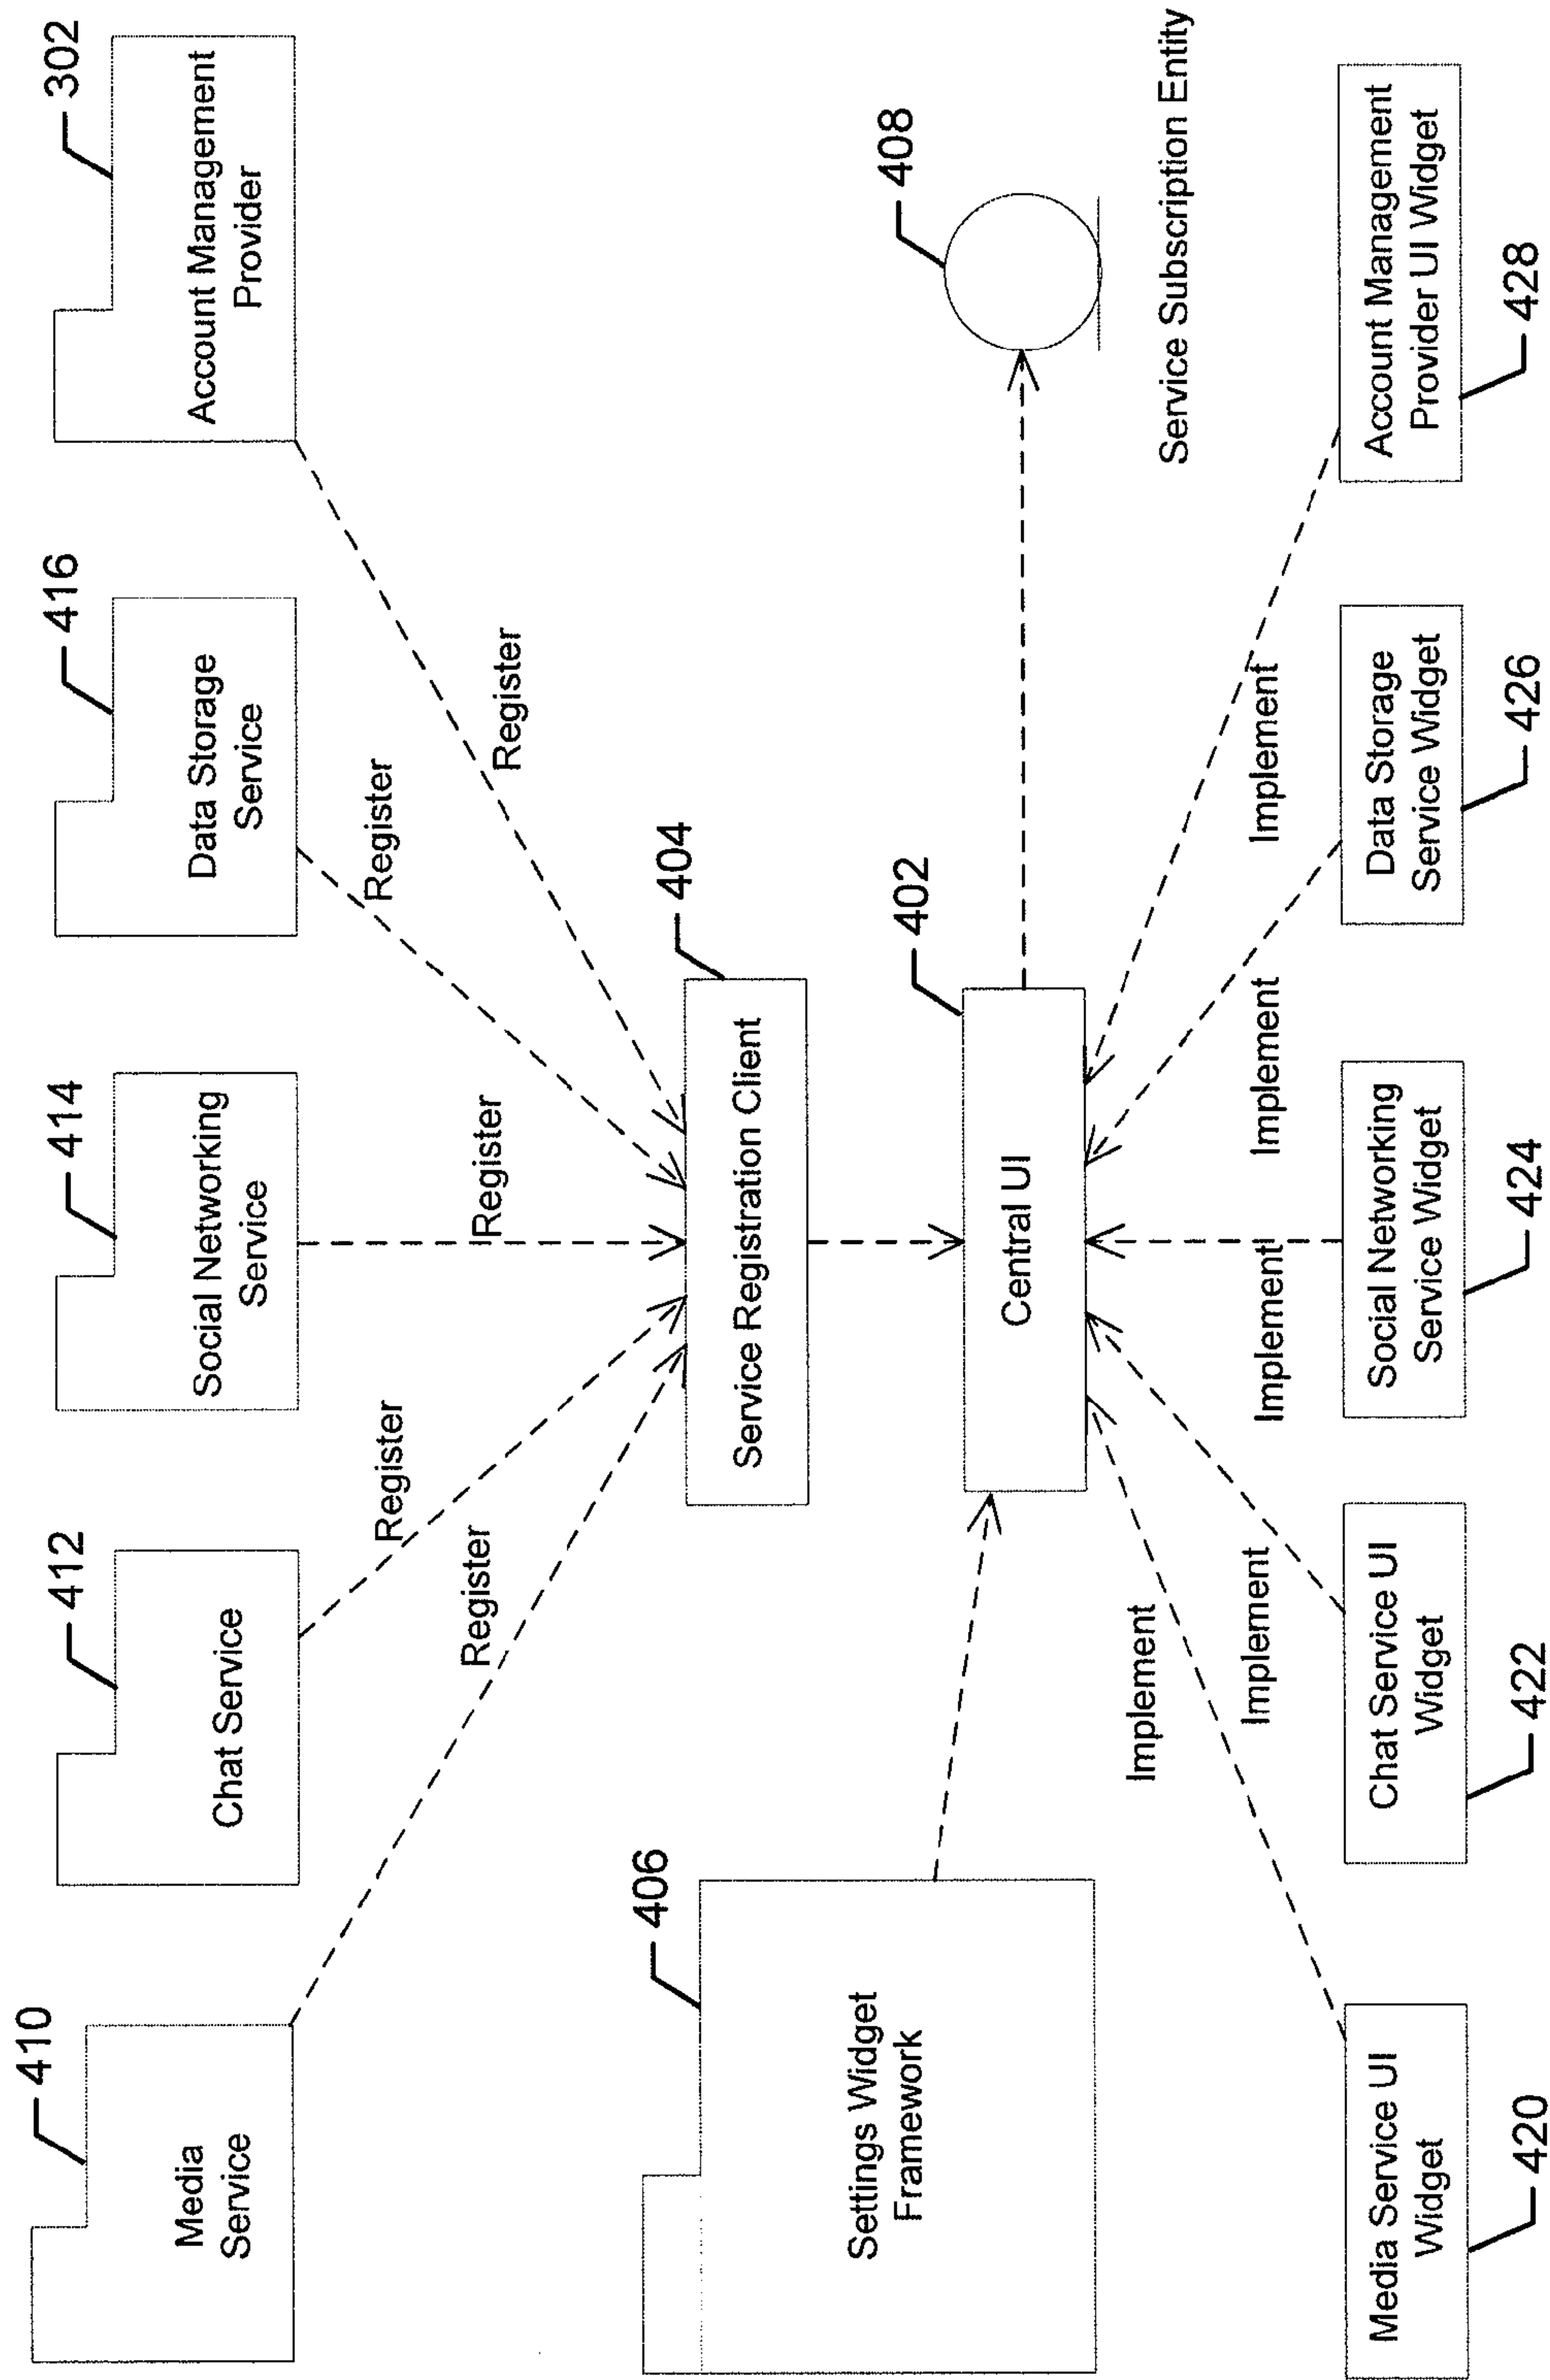 410
Media
Service
412
Chat Service
414
Social Networking
Service
416
Data Storage
Service
302
Account Management
Provider
Register
Register
Register
Register
Register
404
Service Registration Client
406
Settings Widget
Framework
402
Central UI
408
Service Subscription Entity
Implement
Implement
Implement
Implement
Implement
Media Service UI
Widget
420
Chat Service UI
Widget
422
Social Networking
Service Widget
424
Data Storage
Service Widget
426
Account Management
Provider UI Widget
428